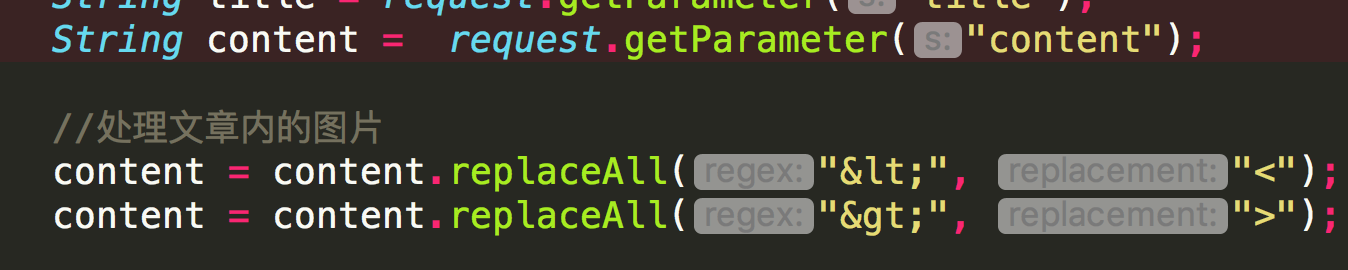 String title = request.getParameter( s: "title");
String content =  request.getParameter( s: "content");
//处理文章内的图片
content = content.replaceAll( regex: "&lt;", replacement: "<");
content = content.replaceAll( regex: "&gt;", replacement: ">");